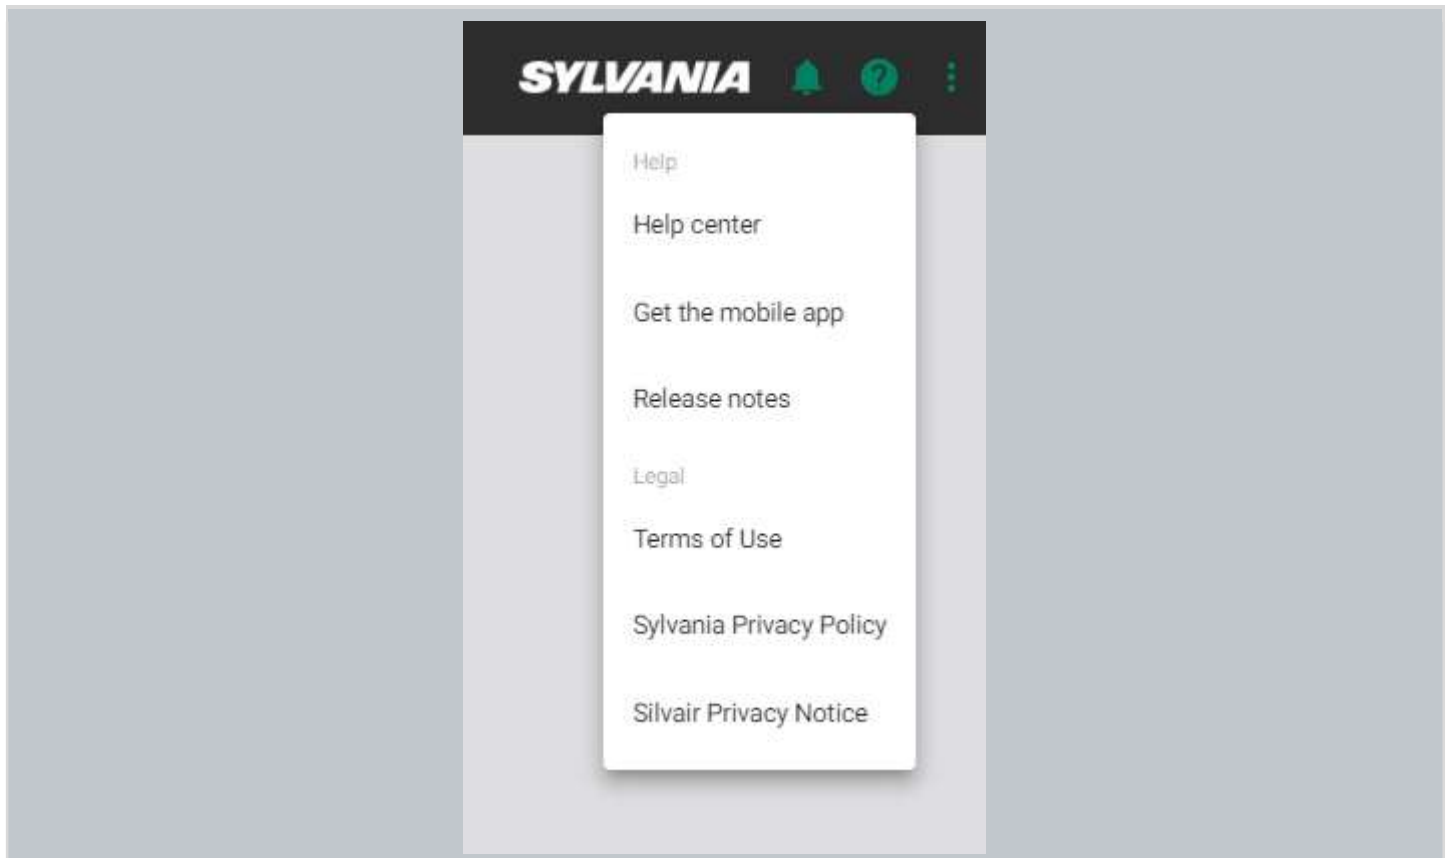 SYLVANIA
Help
Help center
Get the mobile app
Release notes
Legal
Terms of Use
Sylvania Privacy Policy
Silvair Privacy Notice